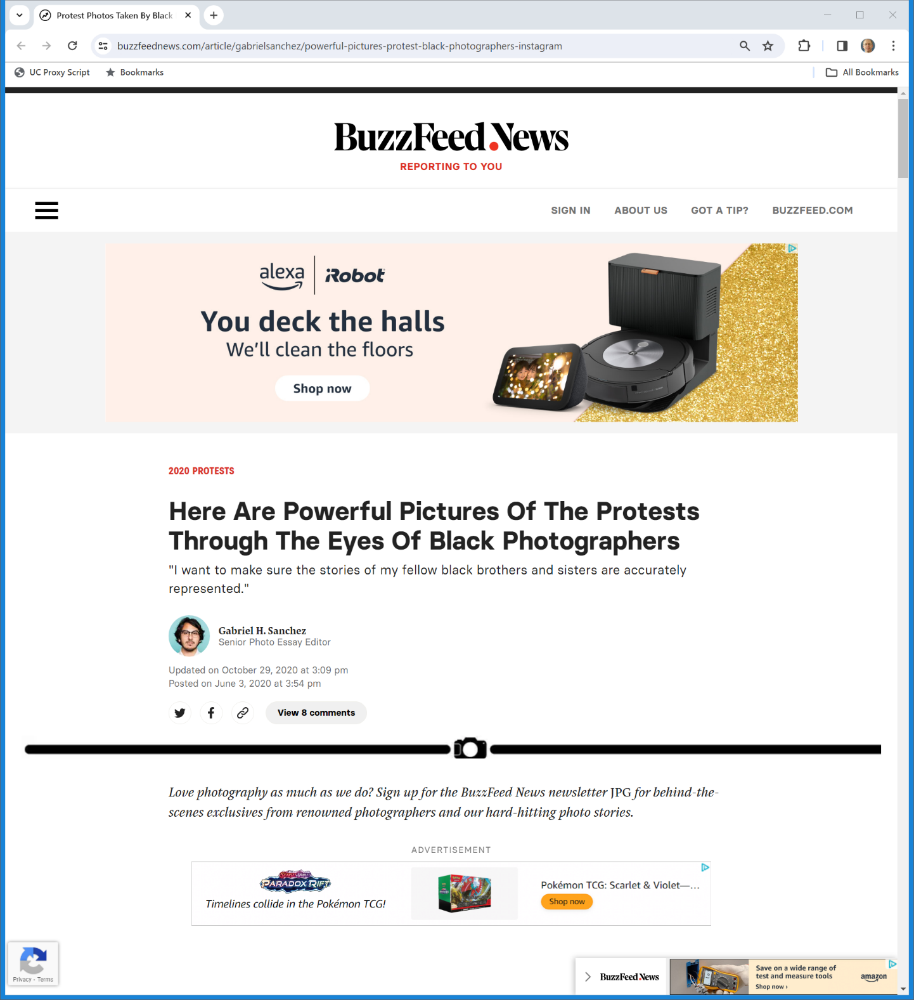 Protest Photos Taken By Black
buzzfeednews.com/article/gabrielsanchez/powerful-pictures-protest-black-photographers-instagram
UC Proxy Script
Bookmarks
All Bookmarks
BuzzFeed News
REPORTING TO YOU
SIGN IN
ABOUT US
GOT A TIP?
BUZZFEED.COM
alexa
iRobot
You deck the halls
We'll clean the floors
Shop now
2020 PROTESTS
Here Are Powerful Pictures Of The Protests
Through The Eyes Of Black Photographers
"I want to make sure the stories of my fellow black brothers and sisters are accurately
represented."
Gabriel H. Sanchez
Senior Photo Essay Editor
Updated on October 29, 2020 at 3:09 pm
Posted on June 3, 2020 at 3:54 pm
View 8 comments
Love photography as much as we do? Sign up for the BuzzFeed News newsletter JPG for behind-the-
scenes exclusives from renowned photographers and our hard-hitting photo stories.
ADVERTISEMENT
PARADOX RIFT
Timelines collide in the Pokémon TCG!
Pokémon TCG: Scarlet & Violet—...
Shop now
Privacy - Terms
BuzzFeed News
Save on a wide range of
test and measure tools
Shop now ›
amazon